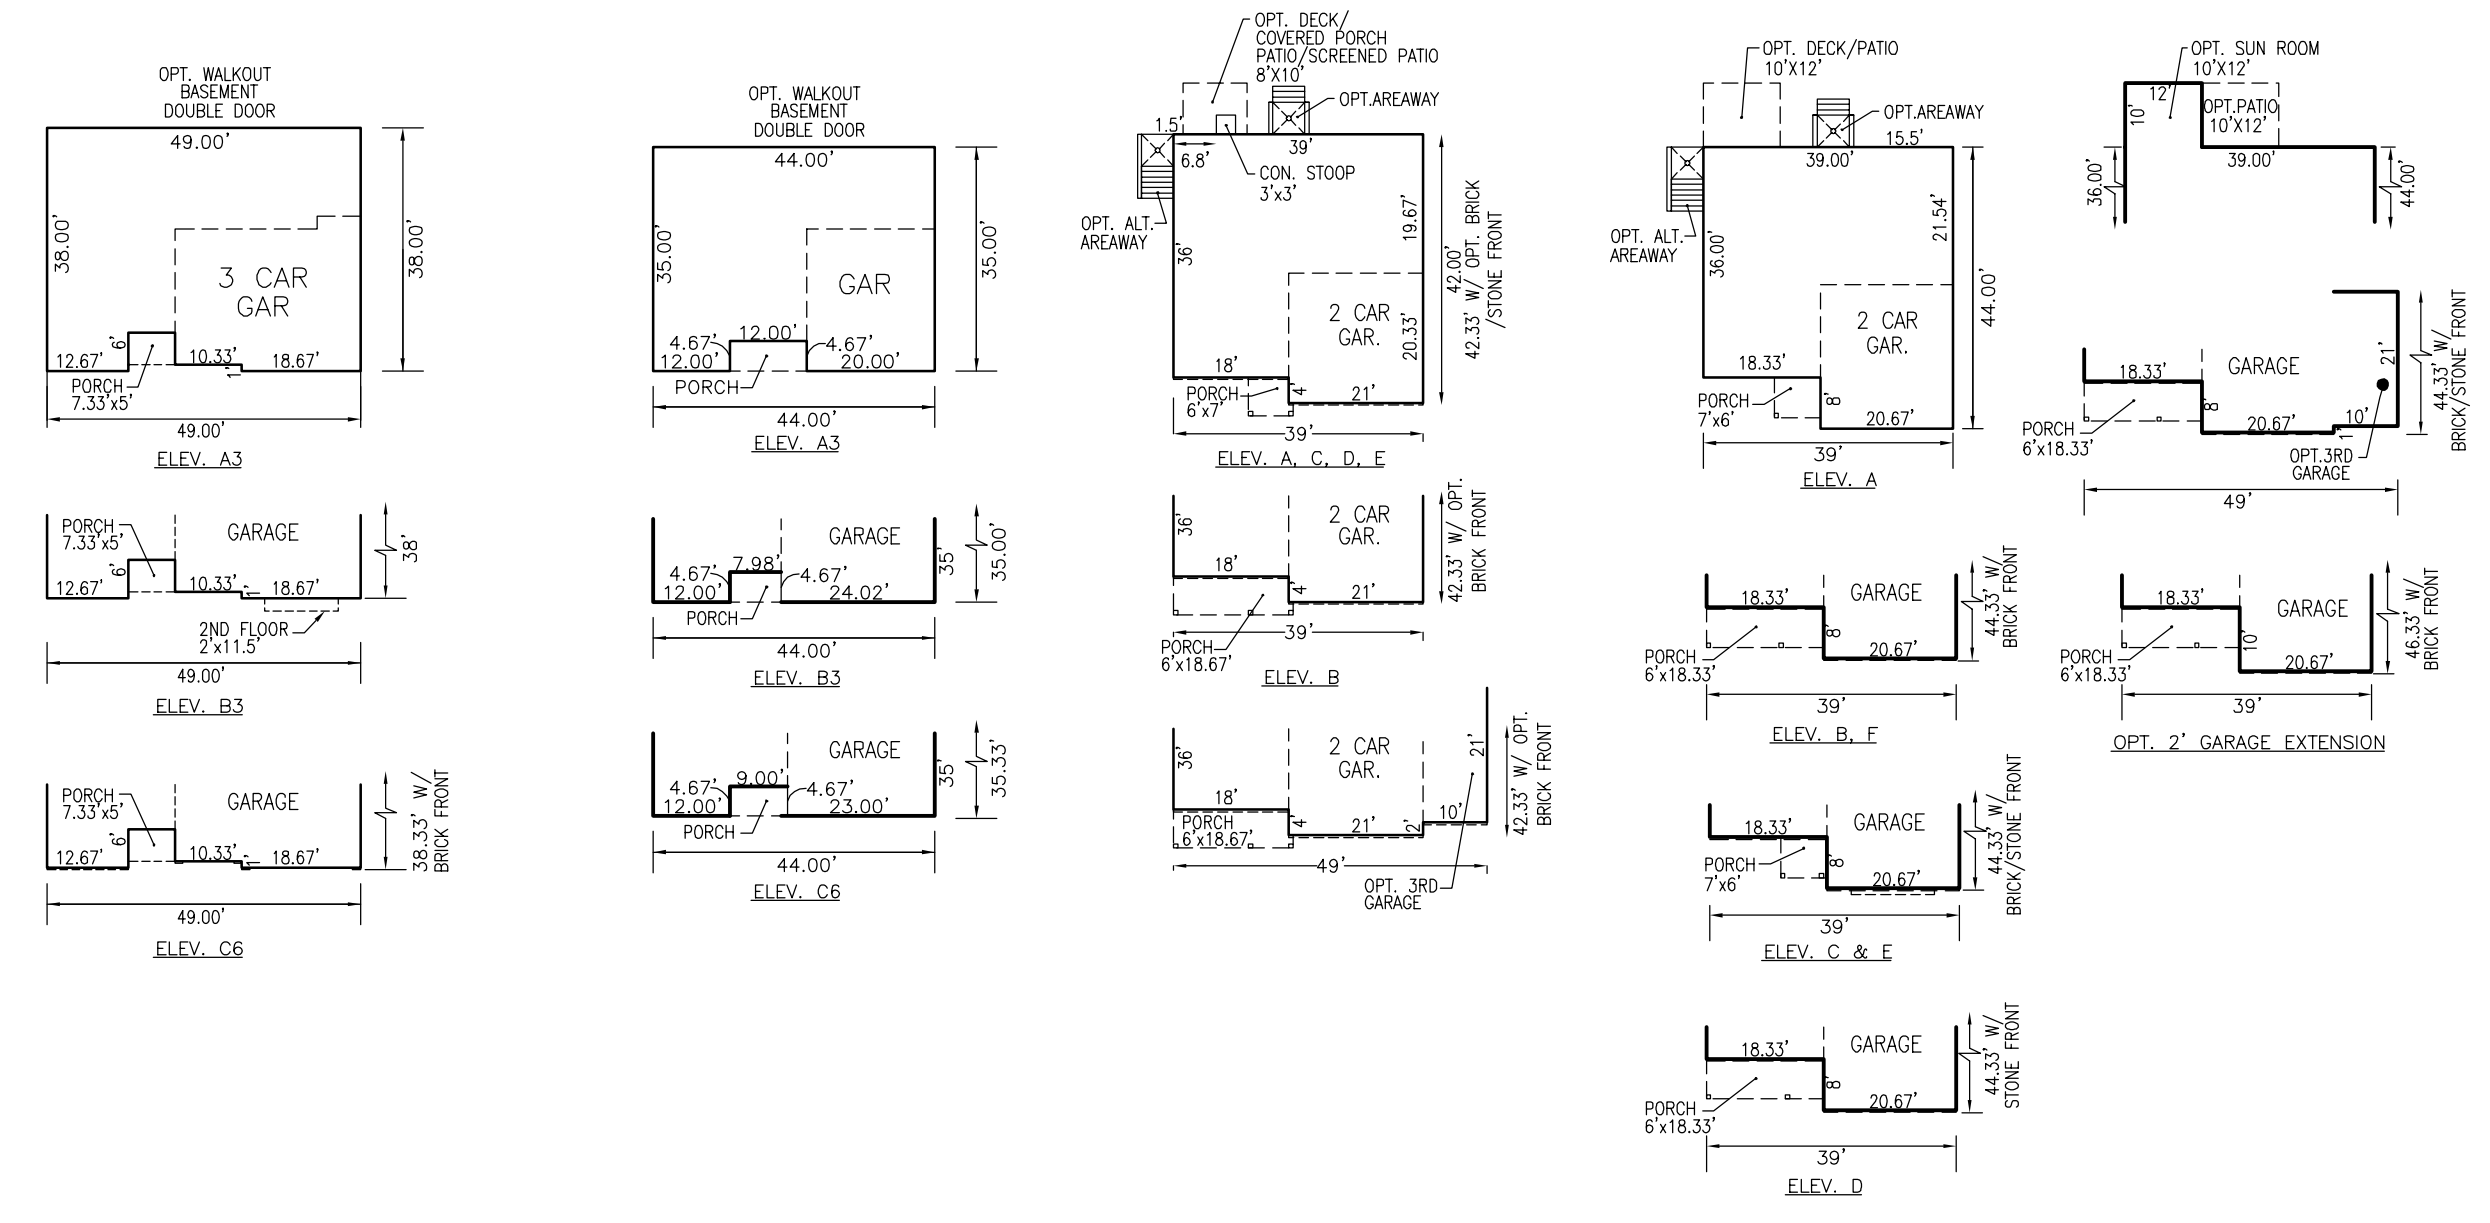 OPT. WALKOUT
BASEMENT
DOUBLE DOOR
49.00'
38.00'
38.00'
3 CAR
GAR
6'
12.67'
10.33'
1'
18.67'
PORCH
7.33'x5'
49.00'
ELEV. A3
PORCH
7.33'x5'
GARAGE
38'
6'
12.67'
10.33'
1'
18.67'
2ND FLOOR
2'x11.5'
49.00'
ELEV. B3
PORCH
7.33'x5'
GARAGE
6'
12.67'
10.33'
1'
18.67'
38.33' W/
BRICK FRONT
49.00'
ELEV. C6
OPT. WALKOUT
BASEMENT
DOUBLE DOOR
44.00'
35.00'
35.00'
GAR
4.67'
12.00'
4.67'
12.00'
20.00'
PORCH
44.00'
ELEV. A3
GARAGE
35'
35.00'
4.67'
7.98'
4.67'
12.00'
24.02'
PORCH
44.00'
ELEV. B3
GARAGE
35'
35.33'
4.67'
9.00'
4.67'
12.00'
23.00'
PORCH
44.00'
ELEV. C6
OPT. DECK/
COVERED PORCH
PATIO/SCREENED PATIO
8'X10'
OPT.AREAWAY
1.5'
6.8'
39'
CON. STOOP
3'x3'
OPT. ALT.
AREAWAY
36'
19.67'
42.00'
42.33' W/ OPT. BRICK
/STONE FRONT
2 CAR
GAR.
20.33'
18'
PORCH
6'x7'
4'
21'
39'
ELEV. A, C, D, E
36'
2 CAR
GAR.
42.33' W/ OPT.
BRICK FRONT
18'
4'
21'
39'
PORCH
6'x18.67'
ELEV. B
36'
2 CAR
GAR.
21'
42.33' W/ OPT.
BRICK FRONT
18'
PORCH
6'x18.67'
4'
21'
2'
10'
49'
OPT. 3RD
GARAGE
OPT. DECK/PATIO
10'X12'
OPT.AREAWAY
15.5'
39.00'
OPT. ALT.
AREAWAY
36.00'
21.54'
44.00'
2 CAR
GAR.
18.33'
PORCH
7'x6'
8'
20.67'
39'
ELEV. A
GARAGE
18.33'
8'
20.67'
44.33' W/
BRICK FRONT
PORCH
6'x18.33'
39'
ELEV. B, F
GARAGE
18.33'
PORCH
7'x6'
8'
20.67'
44.33' W/
BRICK/STONE FRONT
39'
ELEV. C & E
GARAGE
18.33'
8'
20.67'
44.33' W/
STONE FRONT
PORCH
6'x18.33'
39'
ELEV. D
OPT. SUN ROOM
10'X12'
12'
10'
OPT.PATIO
10'X12'
39.00'
36.00'
44.00'
GARAGE
18.33'
21'
44.33' W/
BRICK/STONE FRONT
8'
20.67'
1'
10'
PORCH
6'x18.33'
OPT.3RD
GARAGE
49'
GARAGE
18.33'
10'
20.67'
46.33' W/
BRICK FRONT
PORCH
6'x18.33'
39'
OPT. 2' GARAGE EXTENSION